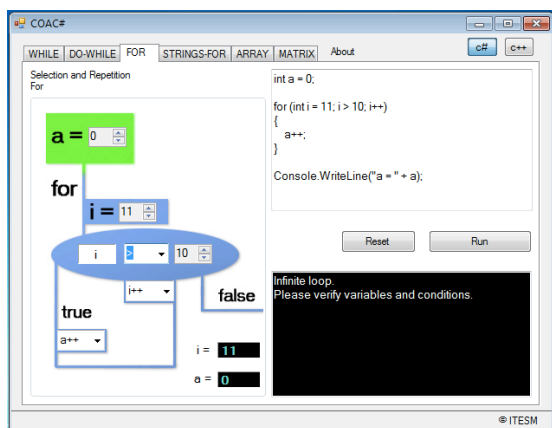 COAC#
WHILE DO-WHILE FOR STRINGS-FOR ARRAY MATRIX About
c# c++
Selection and Repetition
For
a = 0
for
i = 11
i > 10
i++
true
false
a++
i = 11
a = 0
int a = 0;
for (int i = 11; i > 10; i++)
{
a++;
}
Console.WriteLine("a = " + a);
Reset Run
Infinite loop.
Please verify variables and conditions.
© ITESM